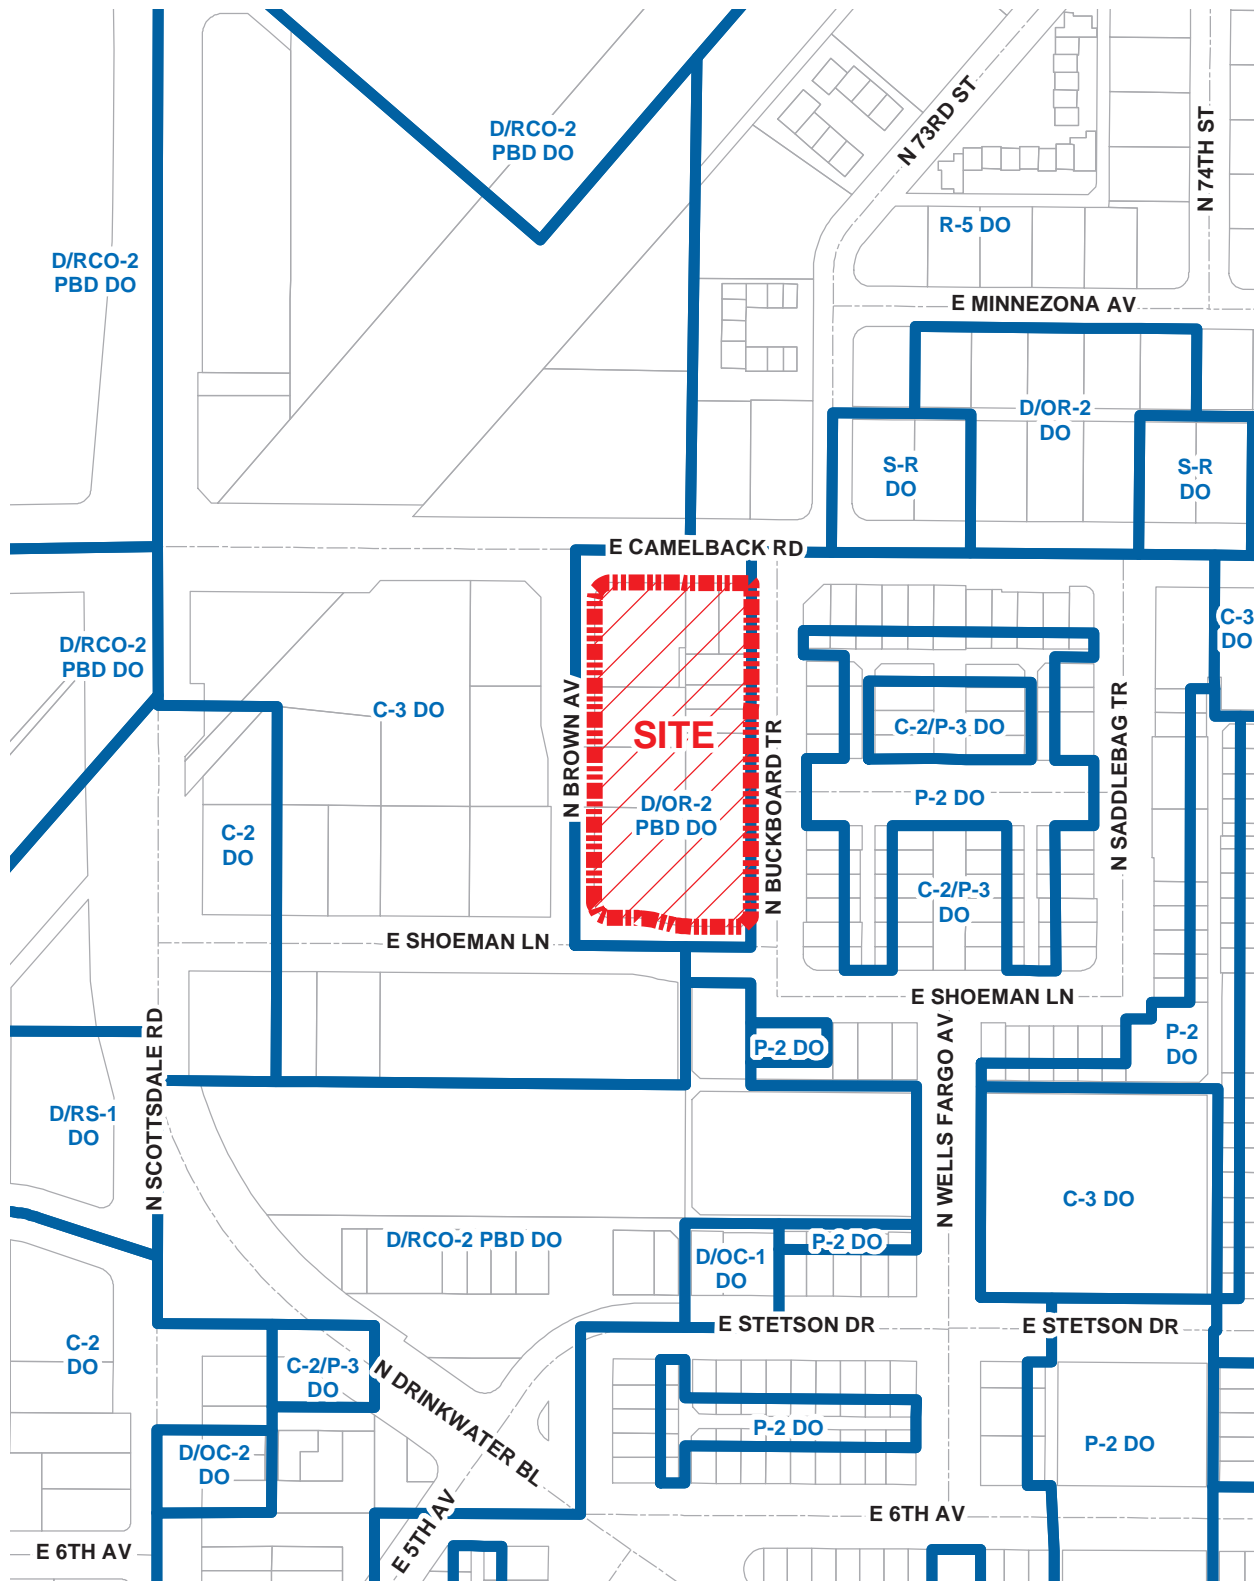 D/RCO-2
PBD DO
N 73RD ST
N 74TH ST
R-5 DO
D/RCO-2
PBD DO
E MINNEZONA AV
D/OR-2
DO
S-R
DO
S-R
DO
E CAMELBACK RD
C-3
DO
D/RCO-2
PBD DO
C-3 DO
N BROWN AV
SITE
D/OR-2
PBD DO
N BUCKBOARD TR
C-2/P-3 DO
P-2 DO
N SADDLEBAG TR
C-2
DO
C-2/P-3
DO
E SHOEMAN LN
E SHOEMAN LN
P-2 DO
P-2
DO
N SCOTTSDALE RD
N WELLS FARGO AV
D/RS-1
DO
C-3 DO
D/RCO-2 PBD DO
D/OC-1
DO
P-2 DO
E STETSON DR
E STETSON DR
C-2
DO
C-2/P-3
DO
N DRINKWATER BL
P-2 DO
P-2 DO
D/OC-2
DO
E 5TH AV
E 6TH AV
E 6TH AV